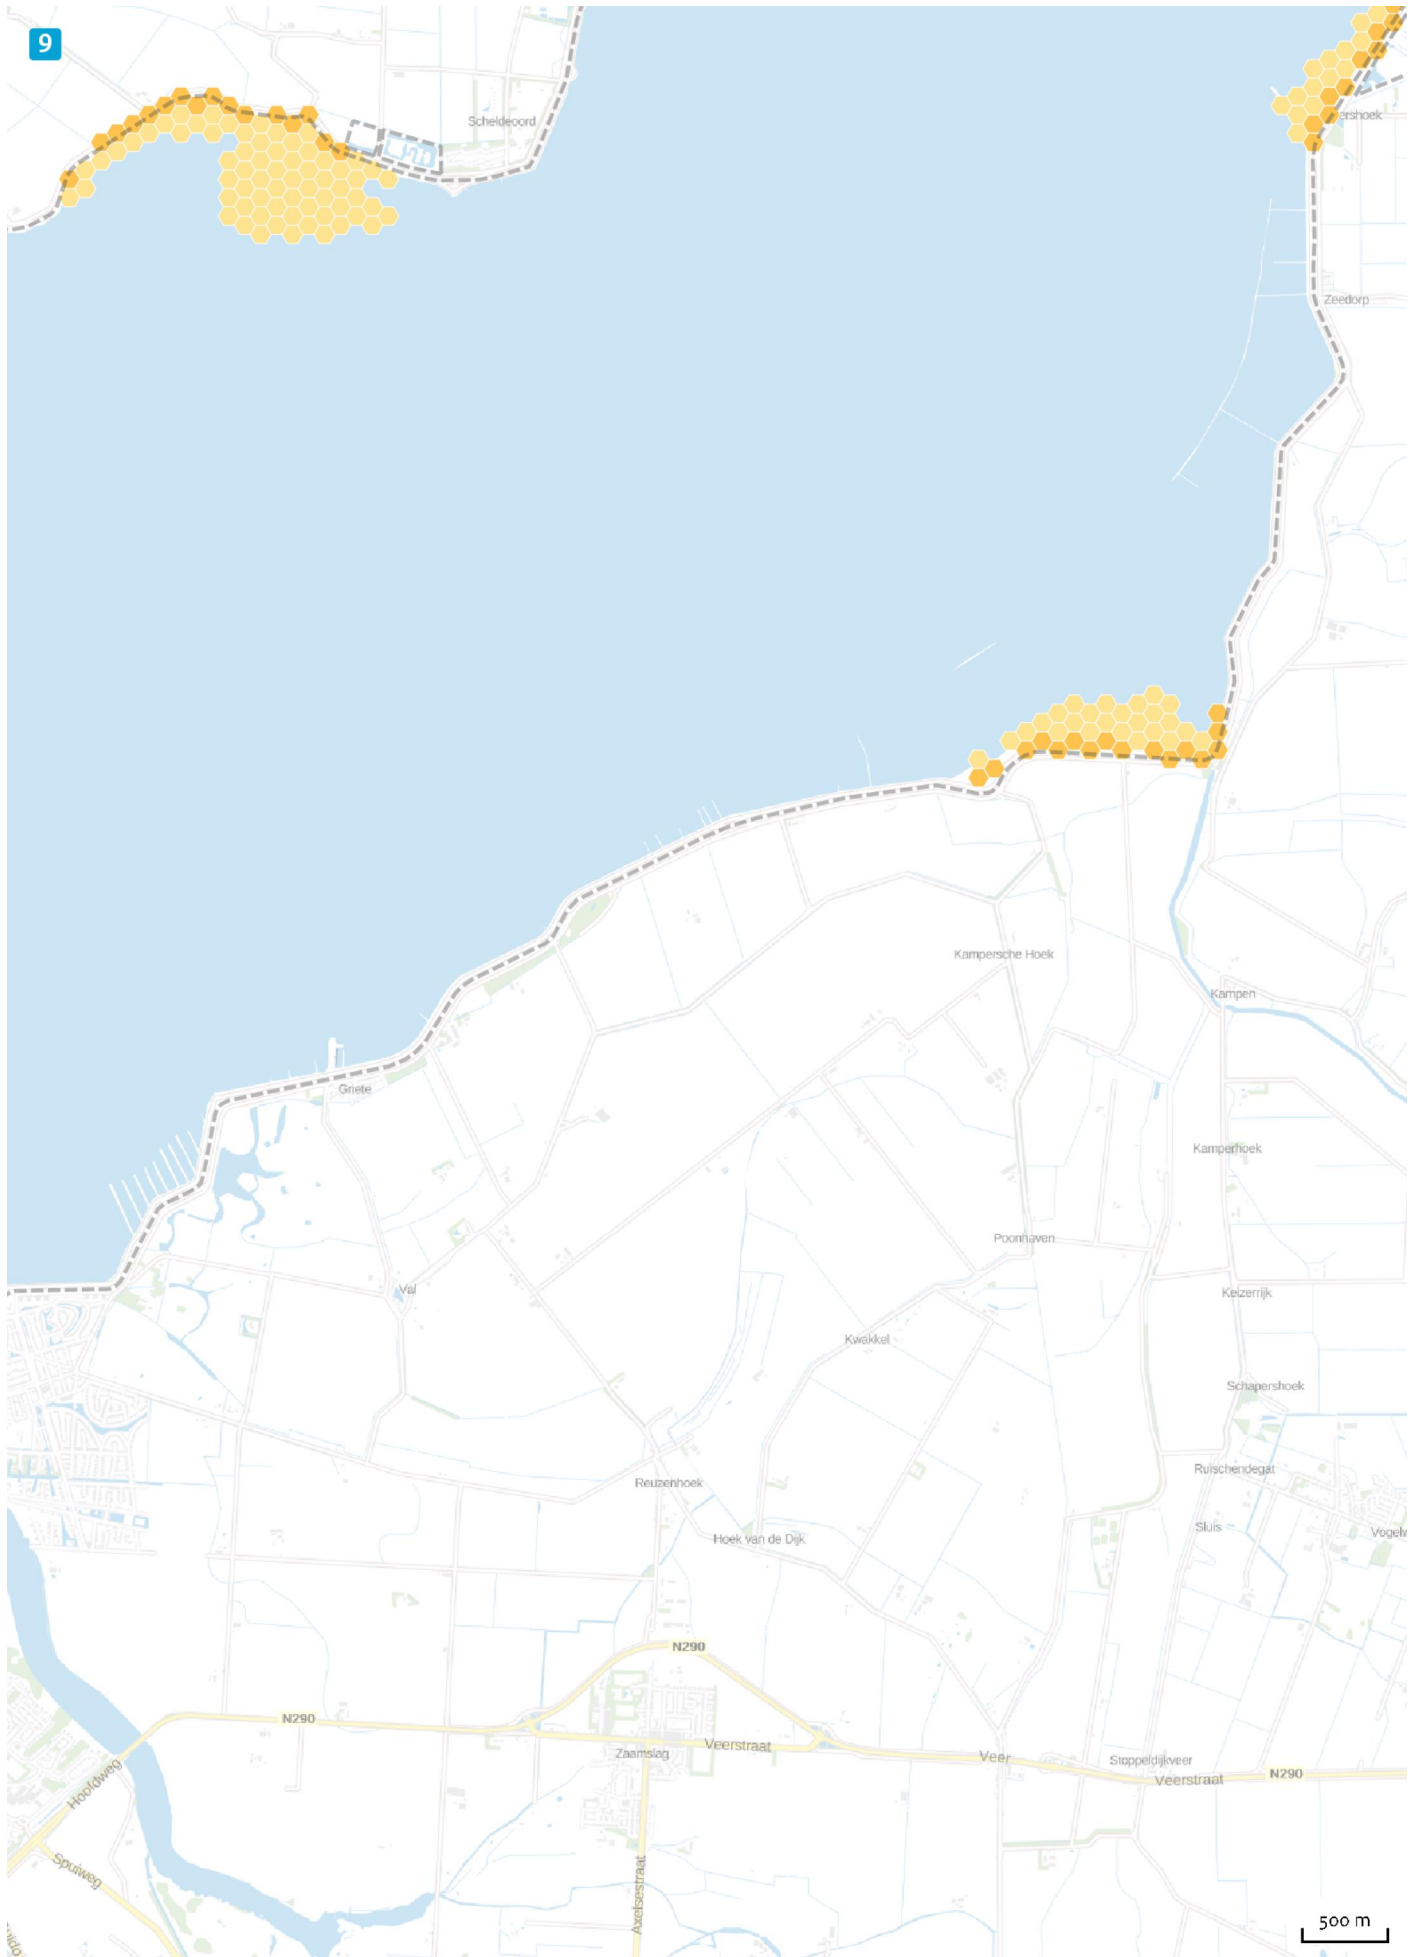 9
Scheldeoord
ershoek
Zeedorp
Kampersche Hoek
Kampen
Griete
Kamperhoek
Poonhaven
Val
Keizerrijk
Kwakkel
Schapershoek
Ruischendegat
Reuzenhoek
Sluis
Vogelw
Hoek van de Dijk
N290
N290
Zaamslag
Veerstraat
Veer
Stoppeldijkveer
Veerstraat
N290
Hoofdweg
Spuiweg
Axelsestraat
500 m